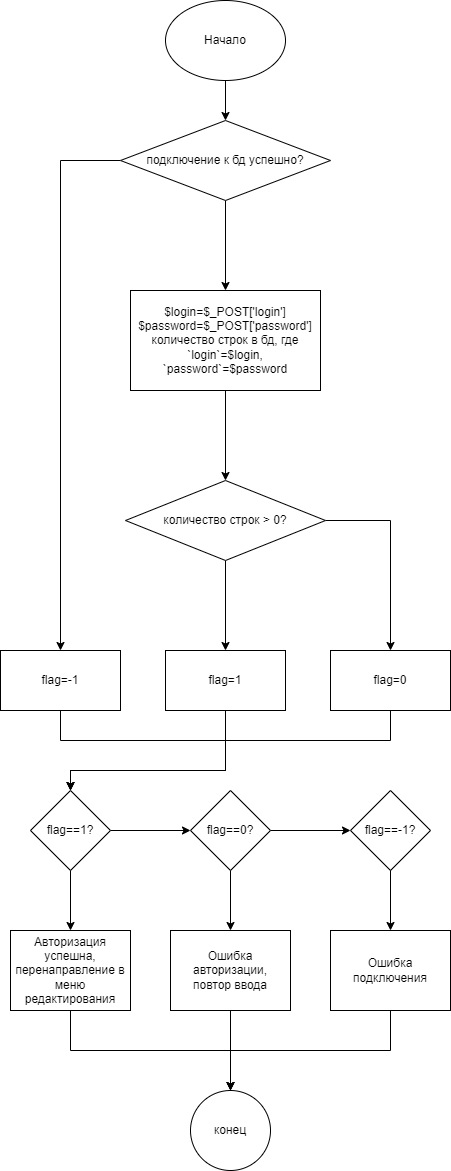 Начало
подключение к бд успешно?
$login=$_POST['login']
$password=$_POST['password']
количество строк в бд, где
`login`=$login,
`password`=$password
количество строк > 0?
flag=-1
flag=1
flag=0
flag==1?
flag==0?
flag==-1?
Авторизация
успешна,
перенаправление в
меню
редактирования
Ошибка
авторизации,
повтор ввода
Ошибка
подключения
конец